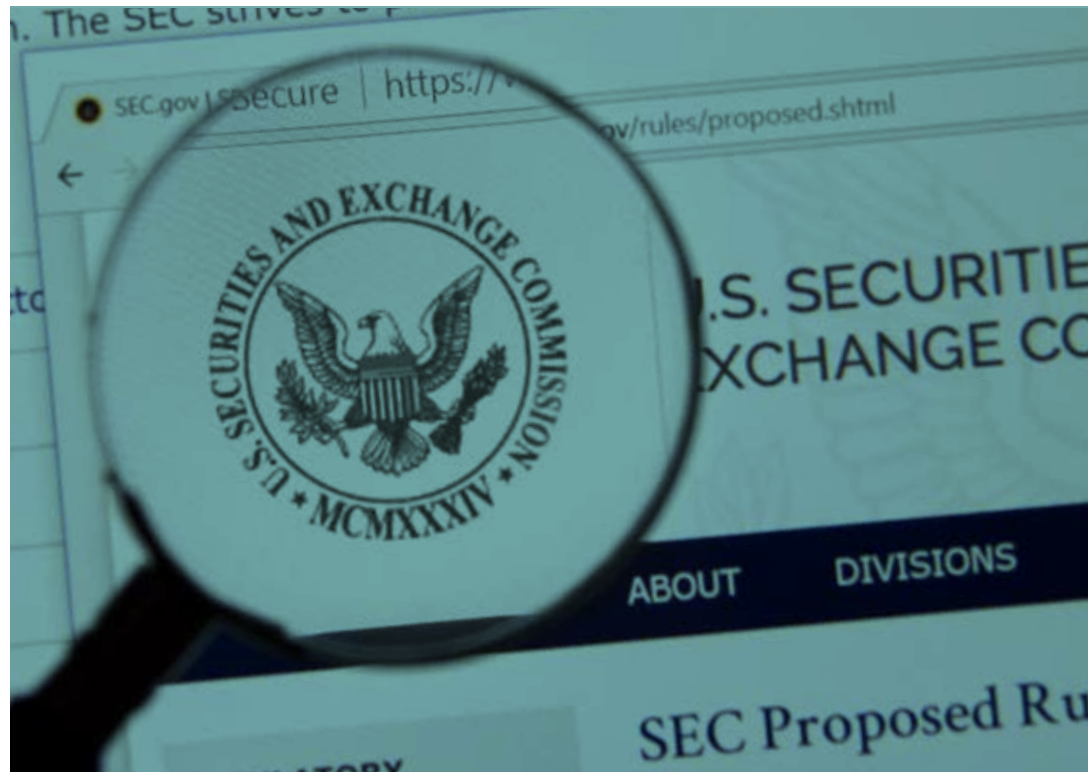 . The SEC strives to p
SEC.gov | S
Secure | https://
ov/rules/proposed.shtml
U.S. SECURITIES AND EXCHANGE COMMISSION
★ MCMXXXIV ★
.S. SECURITIE
XCHANGE CO
ABOUT DIVISIONS
SEC Proposed Ru
ATORY